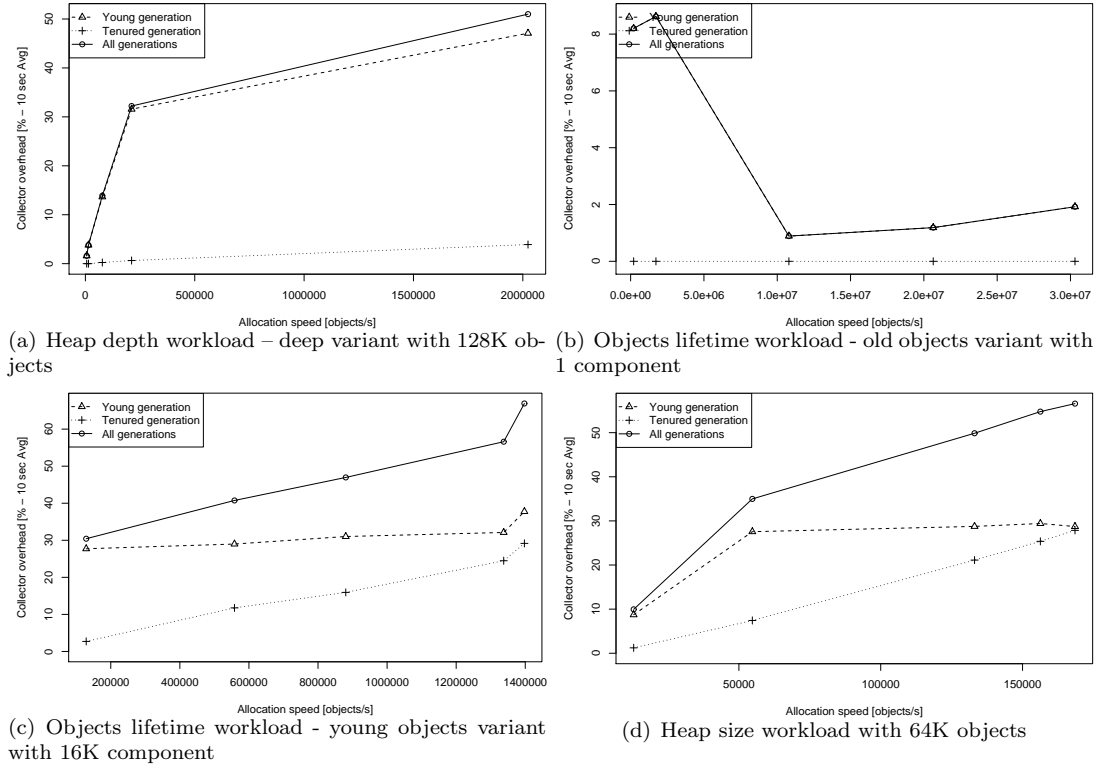 Young generation
Tenured generation
All generations
Collector overhead [% – 10 sec Avg]
0
10
20
30
40
50
0
500000
1000000
1500000
2000000
Allocation speed [objects/s]
(a) Heap depth workload – deep variant with 128K ob-
jects
Young generation
Tenured generation
All generations
Collector overhead [% – 10 sec Avg]
0
2
4
6
8
0.0e+00
5.0e+06
1.0e+07
1.5e+07
2.0e+07
2.5e+07
3.0e+07
Allocation speed [objects/s]
(b) Objects lifetime workload - old objects variant with
1 component
Young generation
Tenured generation
All generations
Collector overhead [% – 10 sec Avg]
0
10
20
30
40
50
60
200000
400000
600000
800000
1000000
1200000
1400000
Allocation speed [objects/s]
(c) Objects lifetime workload - young objects variant
with 16K component
Young generation
Tenured generation
All generations
Collector overhead [% – 10 sec Avg]
0
10
20
30
40
50
50000
100000
150000
Allocation speed [objects/s]
(d) Heap size workload with 64K objects